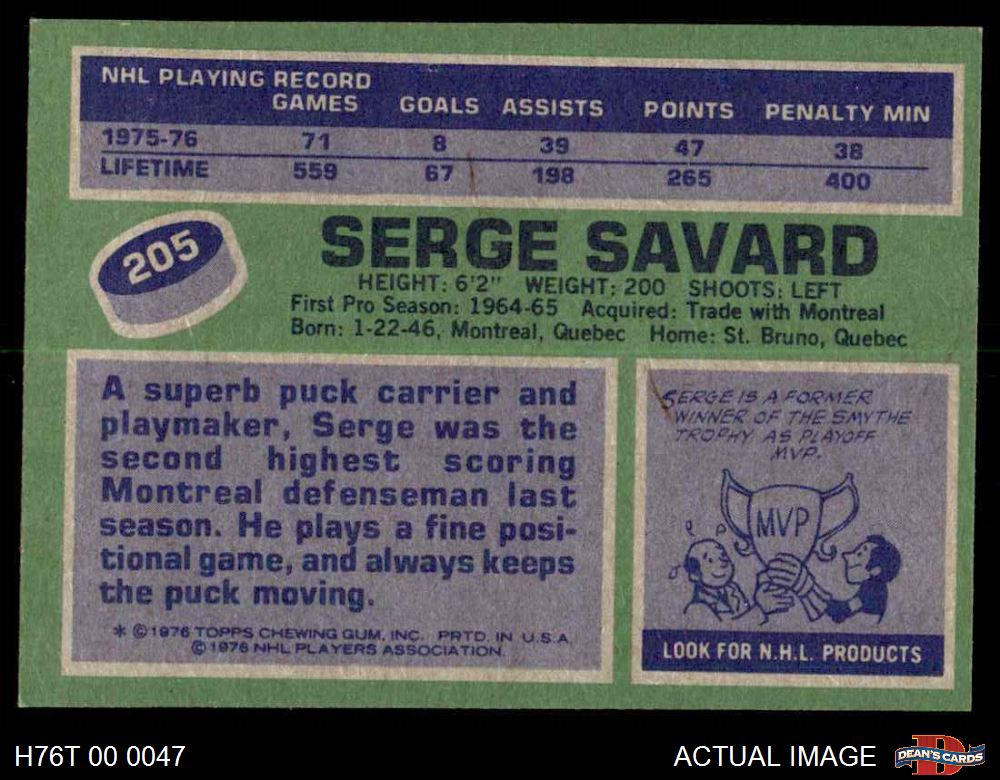 NHL PLAYING RECORD
GAMES GOALS ASSISTS POINTS PENALTY MIN
1975-76 71 8 39 47 38
LIFETIME 559 67 198 265 400
205
SERGE SAVARD
HEIGHT: 6'2" WEIGHT: 200 SHOOTS: LEFT
First Pro Season: 1964-65 Acquired: Trade with Montreal
Born: 1-22-46, Montreal, Quebec Home: St. Bruno, Quebec
A superb puck carrier and
playmaker, Serge was the
second highest scoring
Montreal defenseman last
season. He plays a fine posi-
tional game, and always keeps
the puck moving.
* ©1976 TOPPS CHEWING GUM, INC. PRTD. IN U.S.A.
©1976 NHL PLAYERS ASSOCIATION.
SERGE IS A FORMER
WINNER OF THE SMYTHE
TROPHY AS PLAYOFF
MVP.
MVP
LOOK FOR N.H.L. PRODUCTS
H76T 00 0047
ACTUAL IMAGE
D
DEAN'S CARDS